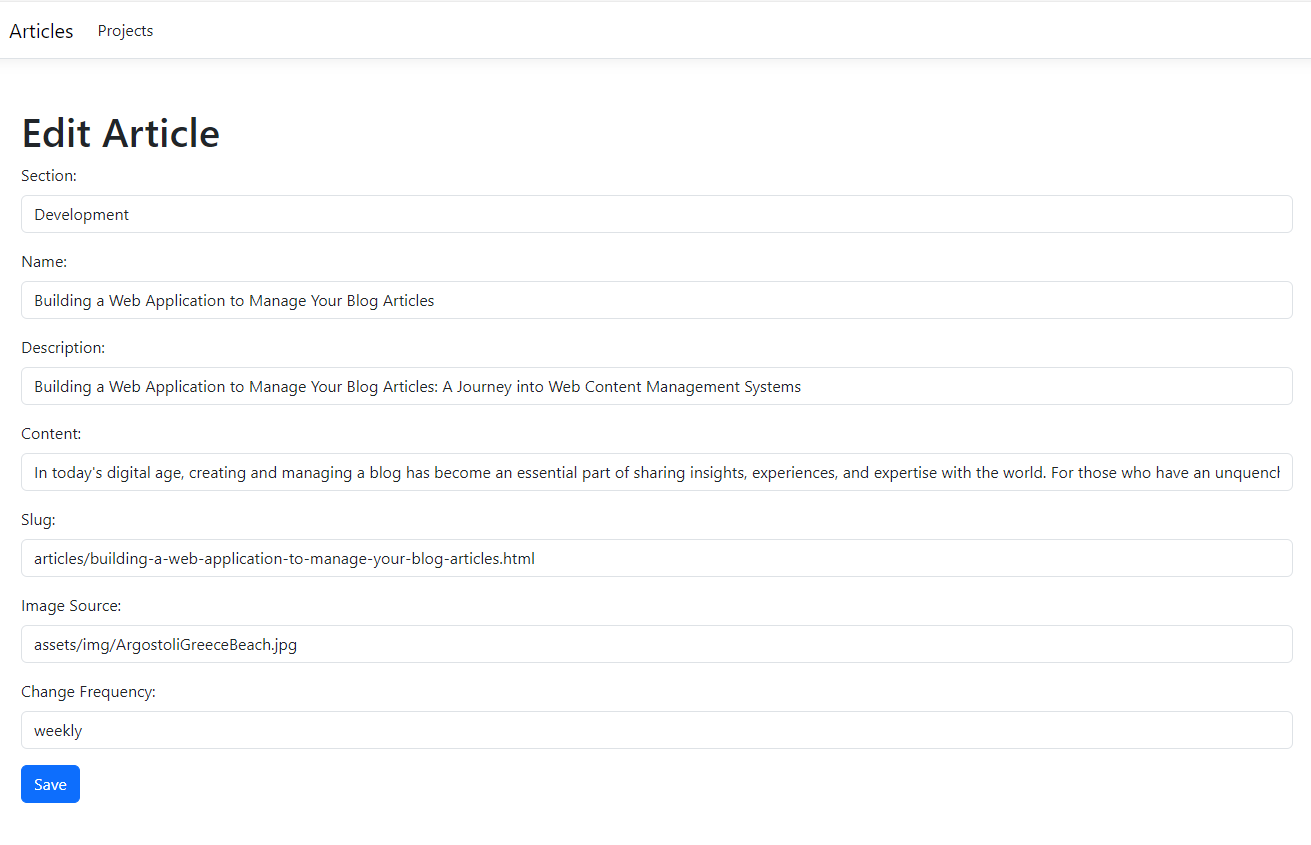 Articles Projects
Edit Article
Section:
Development
Name:
Building a Web Application to Manage Your Blog Articles
Description:
Building a Web Application to Manage Your Blog Articles: A Journey into Web Content Management Systems
Content:
In today's digital age, creating and managing a blog has become an essential part of sharing insights, experiences, and expertise with the world. For those who have an
Slug:
articles/building-a-web-application-to-manage-your-blog-articles.html
Image Source:
assets/img/ArgostoliGreeceBeach.jpg
Change Frequency:
weekly
Save